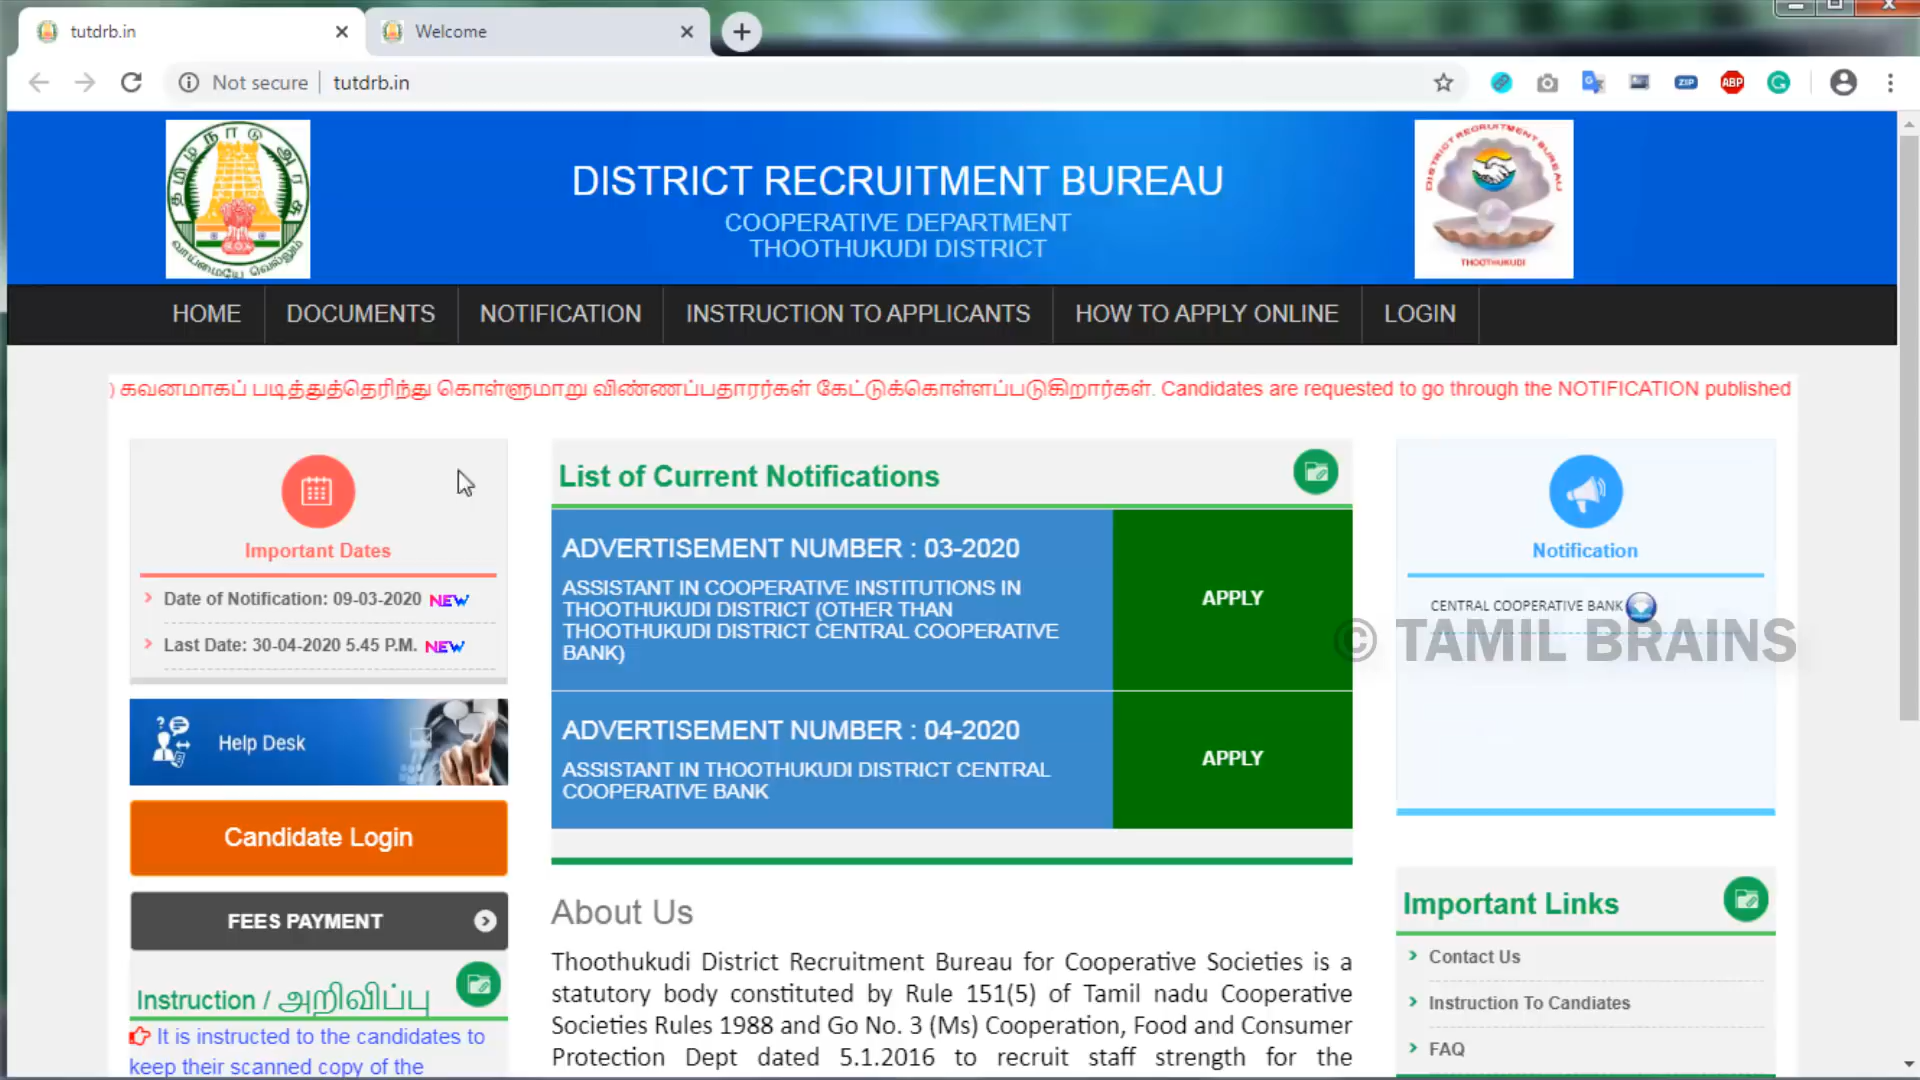 tutdrb.in
Welcome
Not secure
tutdrb.in
ZIP
ABP
தமிழ்நாடு அரசு
வாய்மையே வெல்லும்
DISTRICT RECRUITMENT BUREAU
COOPERATIVE DEPARTMENT
THOOTHUKUDI DISTRICT
DISTRICT RECRUITMENT BUREAU
THOOTHUKUDI
HOME
DOCUMENTS
NOTIFICATION
INSTRUCTION TO APPLICANTS
HOW TO APPLY ONLINE
LOGIN
) கவனமாகப் படித்துத்தெரிந்து கொள்ளுமாறு விண்ணப்பதாரர்கள் கேட்டுக்கொள்ளப்படுகிறார்கள். Candidates are requested to go through the NOTIFICATION published
Important Dates
Date of Notification: 09-03-2020 NEW
Last Date: 30-04-2020 5.45 P.M. NEW
Help Desk
Candidate Login
FEES PAYMENT
Instruction / அறிவிப்பு
It is instructed to the candidates to
keep their scanned copy of the
List of Current Notifications
ADVERTISEMENT NUMBER : 03-2020
ASSISTANT IN COOPERATIVE INSTITUTIONS IN
THOOTHUKUDI DISTRICT (OTHER THAN
THOOTHUKUDI DISTRICT CENTRAL COOPERATIVE
BANK)
APPLY
ADVERTISEMENT NUMBER : 04-2020
ASSISTANT IN THOOTHUKUDI DISTRICT CENTRAL
COOPERATIVE BANK
APPLY
About Us
Thoothukudi District Recruitment Bureau for Cooperative Societies is a
statutory body constituted by Rule 151(5) of Tamil nadu Cooperative
Societies Rules 1988 and Go No. 3 (Ms) Cooperation, Food and Consumer
Protection Dept dated 5.1.2016 to recruit staff strength for the
Notification
CENTRAL COOPERATIVE BANK
© TAMIL BRAINS
Important Links
Contact Us
Instruction To Candiates
FAQ